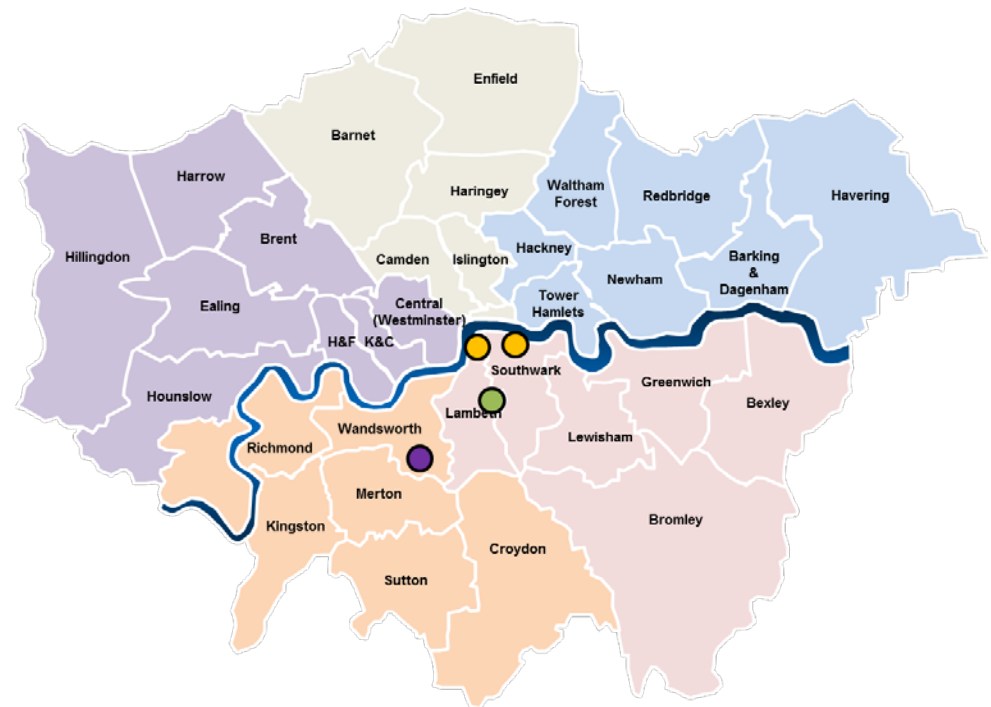 Enfield
Barnet
Harrow
Haringey
Waltham
Forest
Redbridge
Havering
Brent
Hillingdon
Camden
Islington
Hackney
Barking
&
Dagenham
Newham
Ealing
Central
(Westminster)
Tower
Hamlets
H&F
K&C
Southwark
Greenwich
Hounslow
Bexley
Lambeth
Wandsworth
Lewisham
Richmond
Merton
Kingston
Bromley
Croydon
Sutton